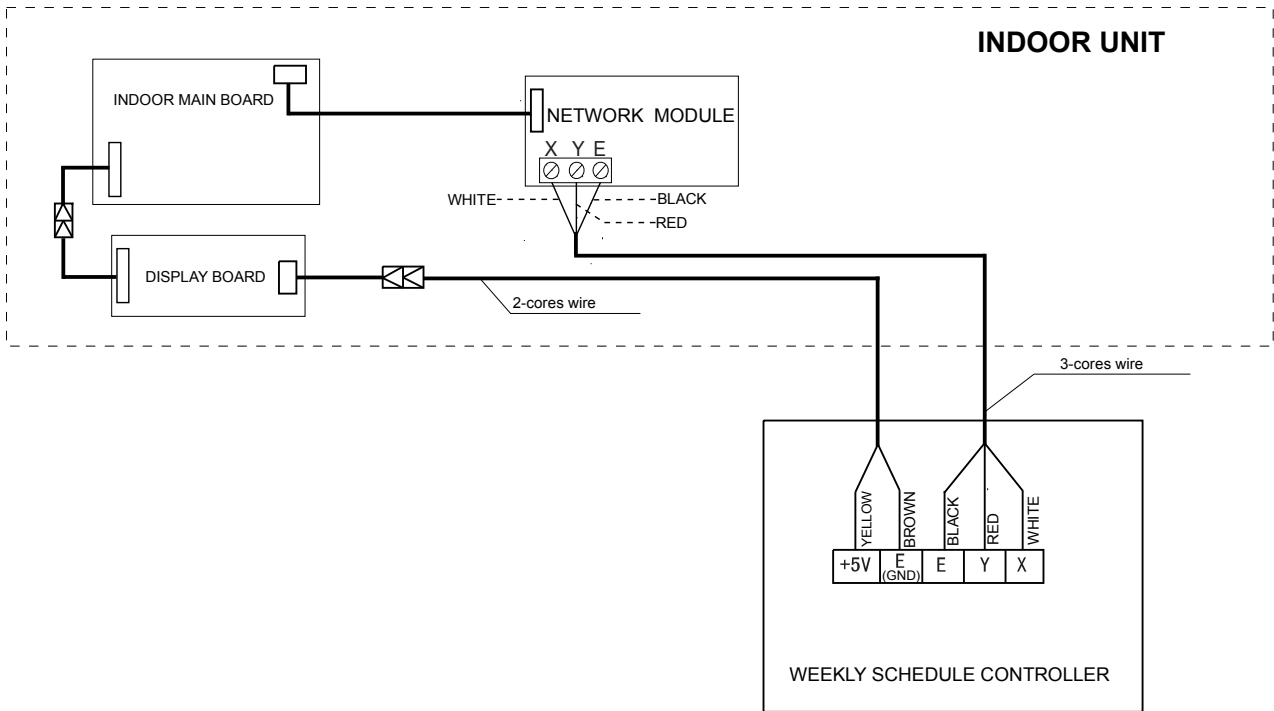 INDOOR UNIT
INDOOR MAIN BOARD
NETWORK MODULE
X Y E
WHITE
BLACK
RED
DISPLAY BOARD
2-cores wire
3-cores wire
YELLOW
BROWN
BLACK
RED
WHITE
+5V
E
(GND)
E
Y
X
WEEKLY SCHEDULE CONTROLLER